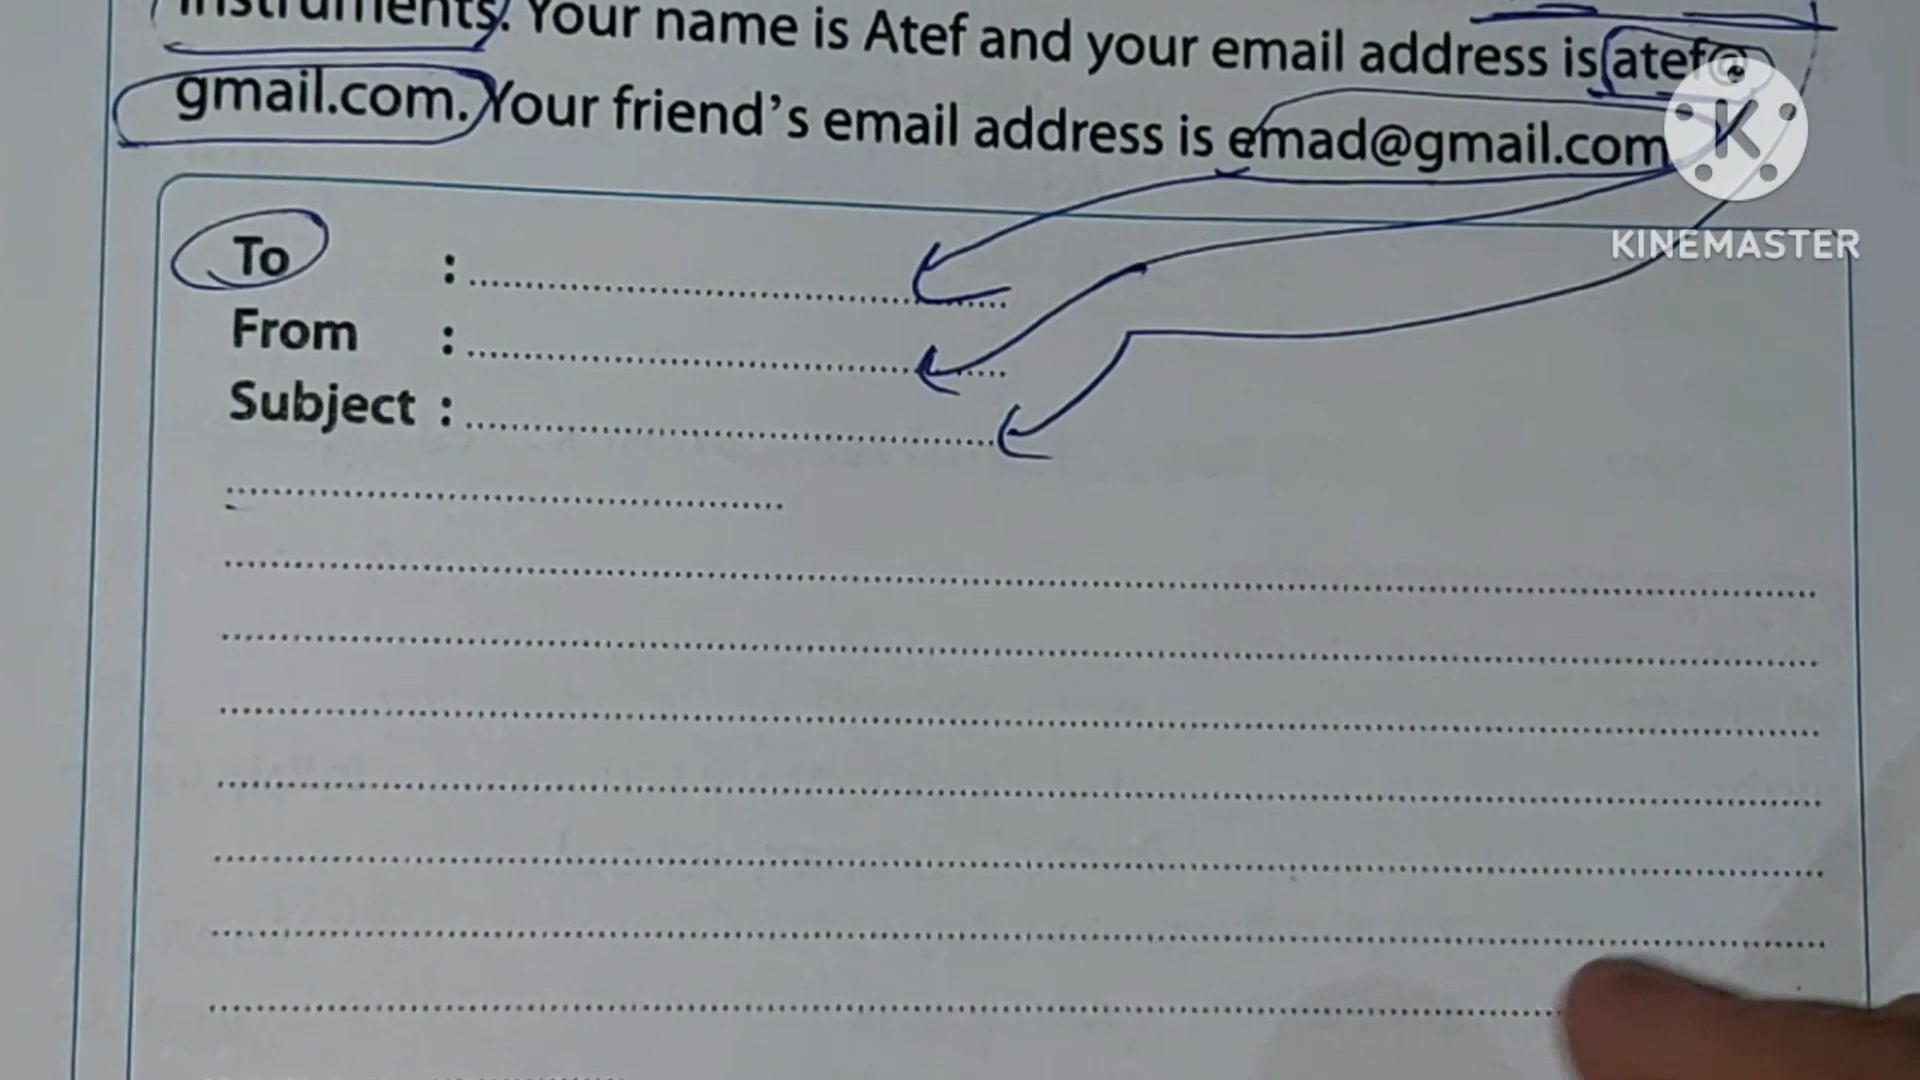 instruments. Your name is Atef and your email address is atef@
gmail.com. Your friend's email address is emad@gmail.com
KINEMASTER
To :
From :
Subject :